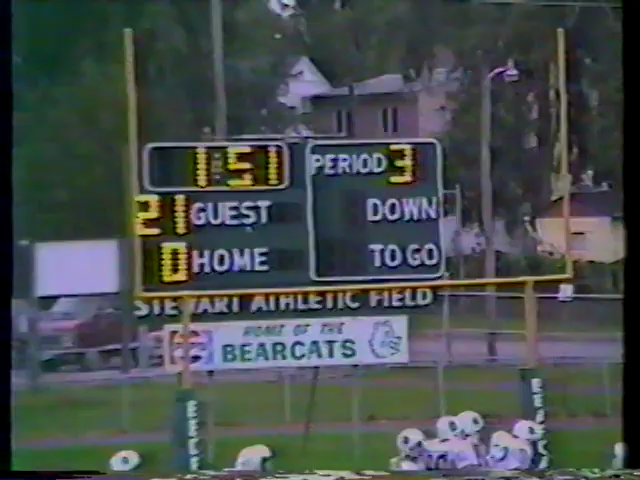 1:51 PERIOD 3
21 GUEST DOWN
0 HOME TO GO
STEWART ATHLETIC FIELD
HOME OF THE
BEARCATS